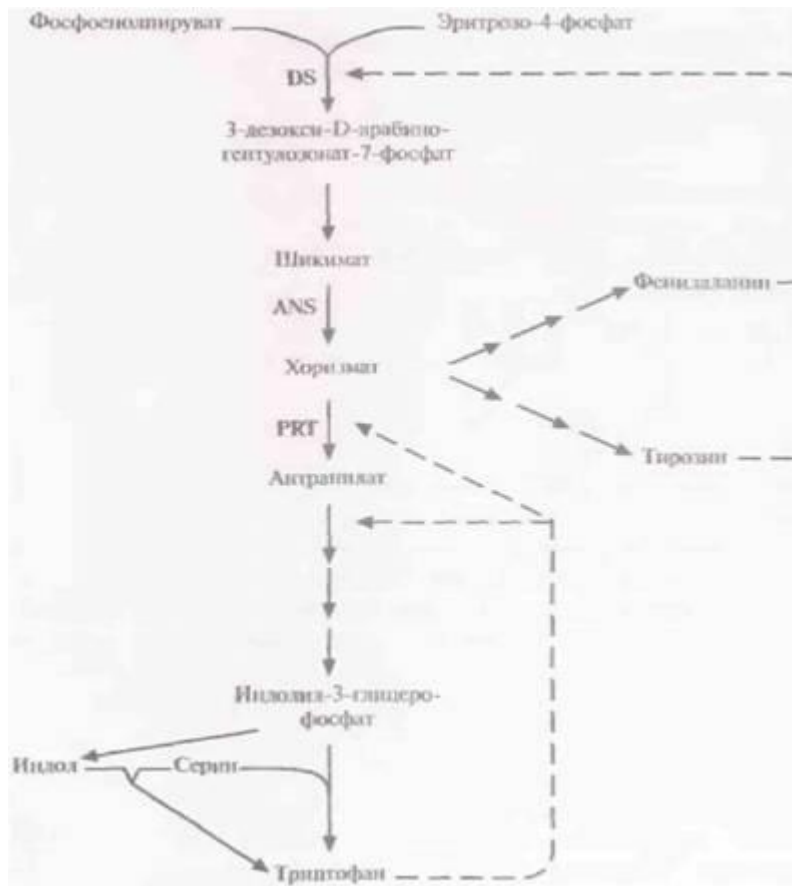 Фосфоенолпируват
Эритрозо-4-фосфат
DS
3-дезокси-D-арабино-
гептулозонат-7-фосфат
Шикимат
Фенилаланин
ANS
Хоризмат
PRT
Тирозин
Антранилат
Индолил-3-глицеро-
фосфат
Индол
Серин
Триптофан